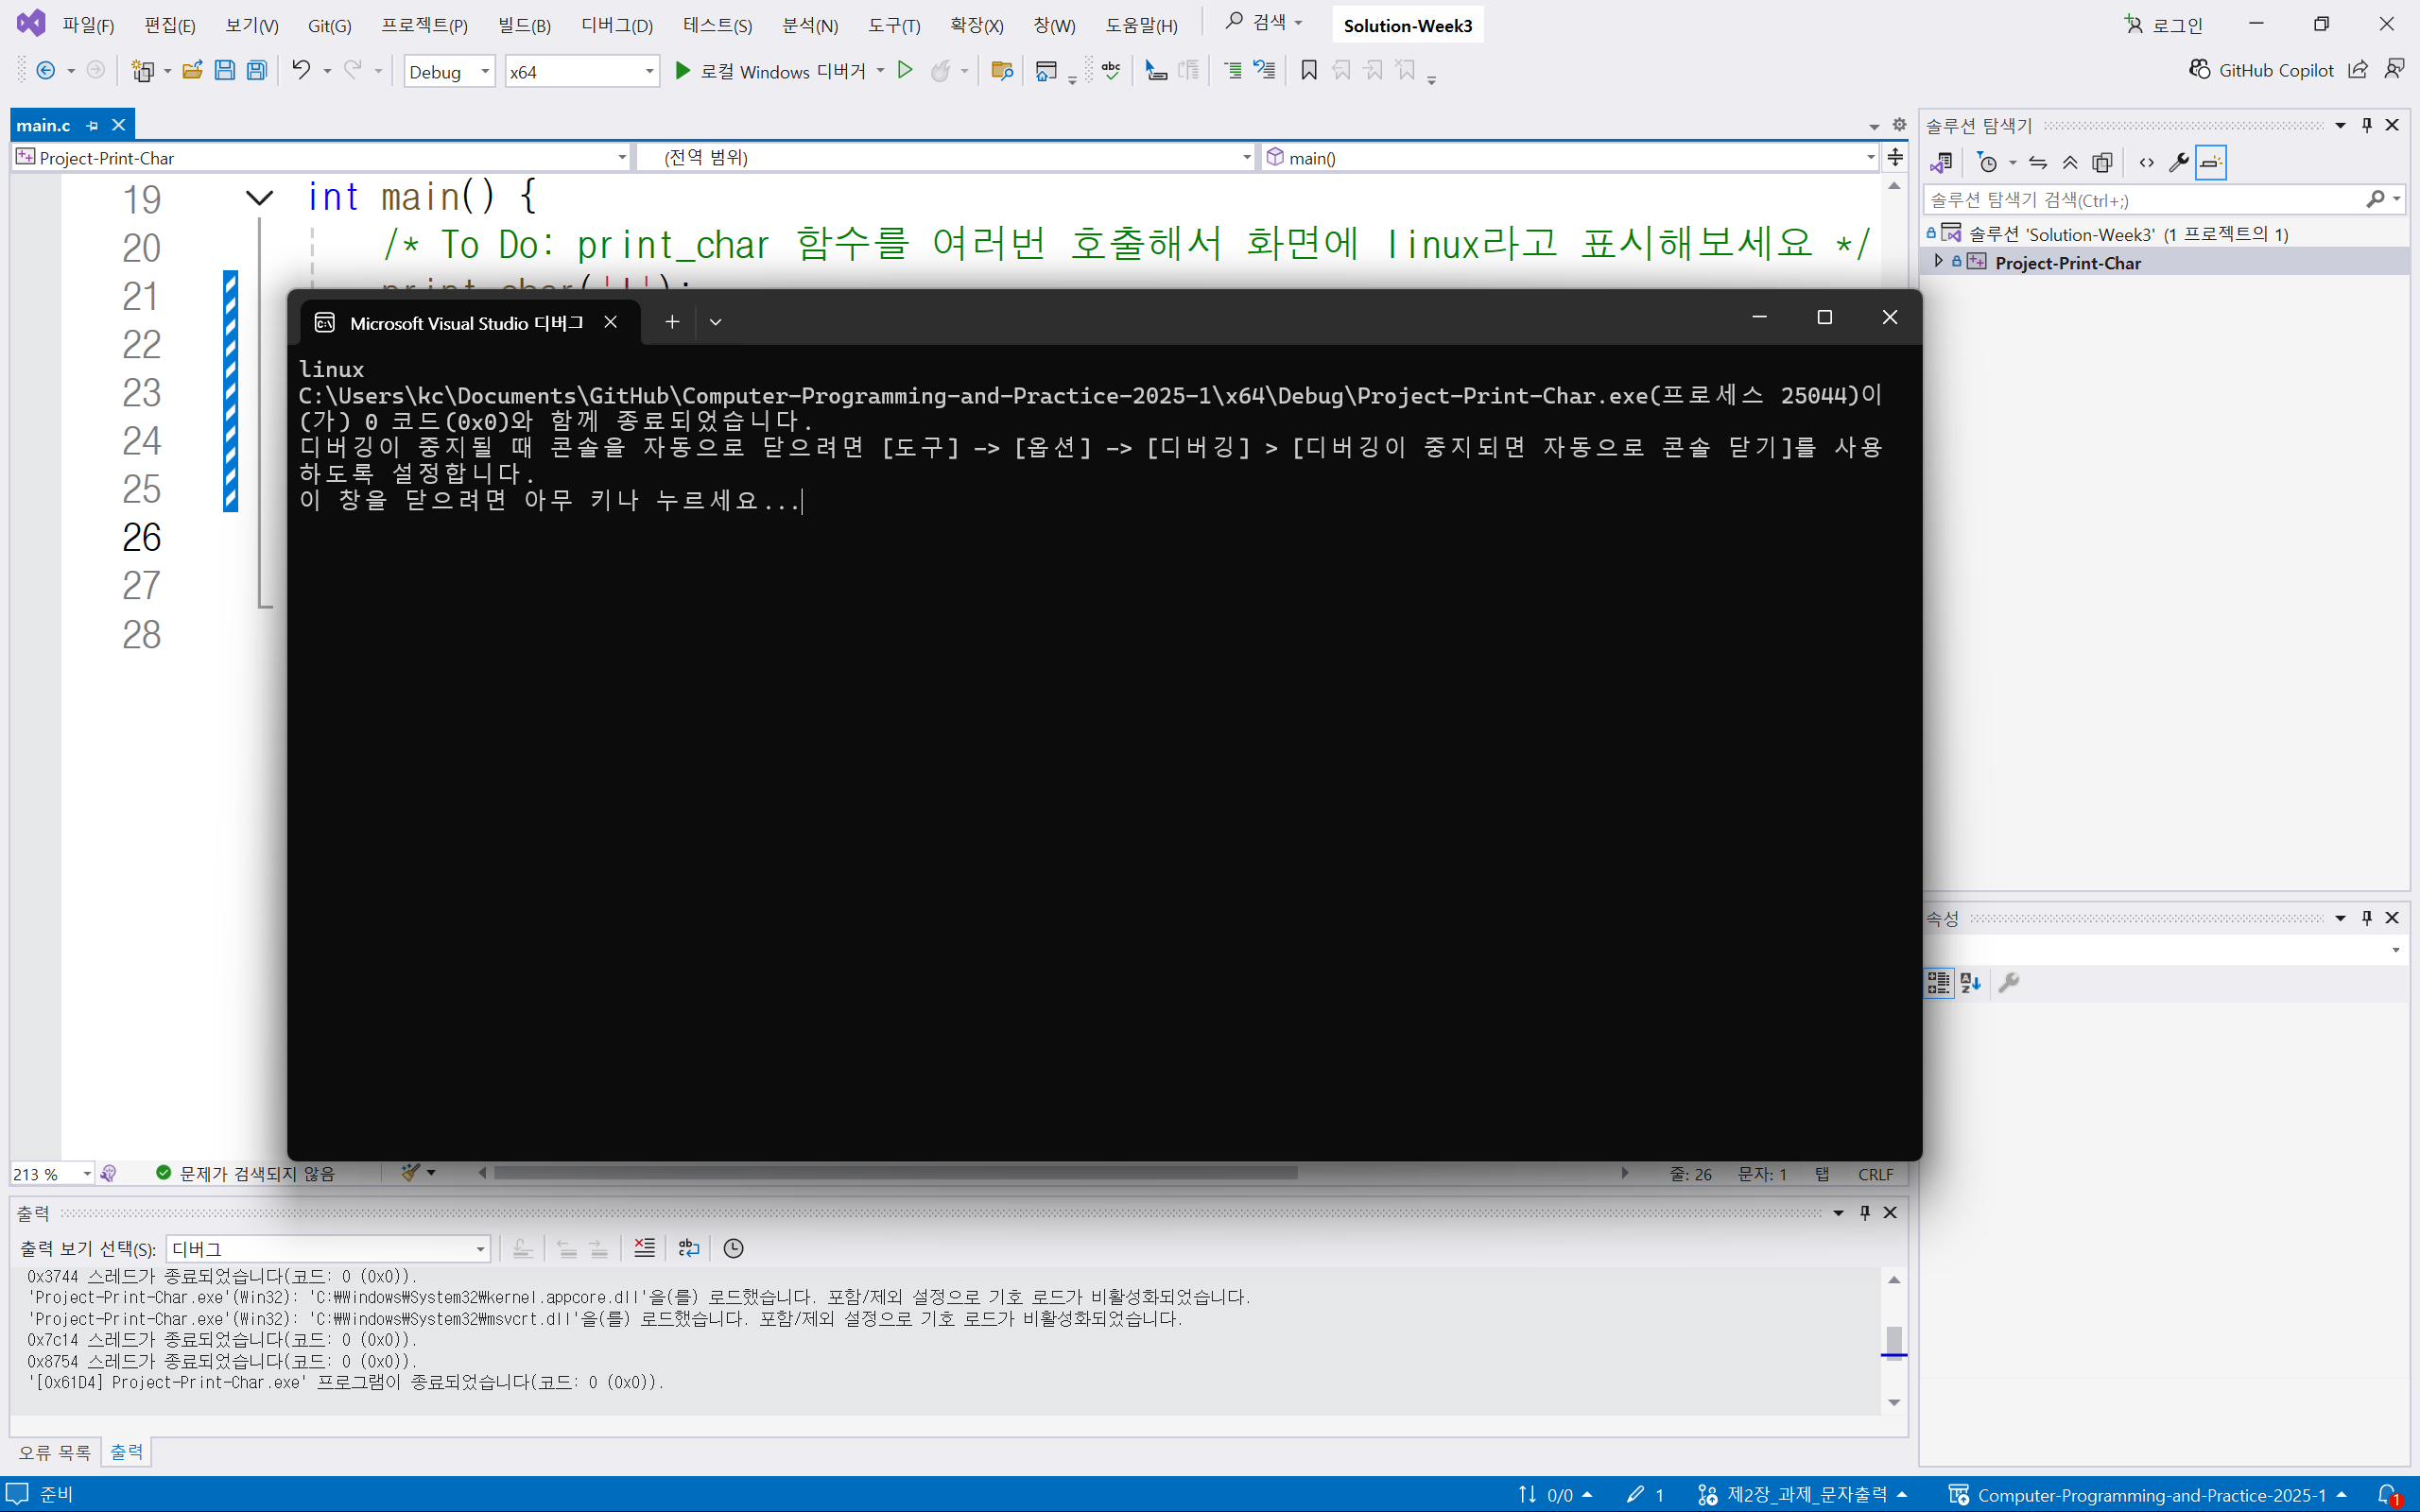 파일(F) 편집(E) 보기(V) Git(G) 프로젝트(P) 빌드(B) 디버그(D) 테스트(S) 분석(N) 도구(T) 확장(X) 창(W) 도움말(H) 검색 Solution-Week3 로그인
Debug x64 로컬 Windows 디버거 GitHub Copilot
main.c
Project-Print-Char (전역 범위) main()
19 int main() {
20 /* To Do: print_char 함수를 여러번 호출해서 화면에 linux라고 표시해보세요 */
21 print_char('l');
22
23
24
25
26
27
28
Microsoft Visual Studio 디버그
linux
C:\Users\kc\Documents\GitHub\Computer-Programming-and-Practice-2025-1\x64\Debug\Project-Print-Char.exe(프로세스 25044)이
(가) 0 코드(0x0)와 함께 종료되었습니다.
디버깅이 중지될 때 콘솔을 자동으로 닫으려면 [도구] -> [옵션] -> [디버깅] > [디버깅이 중지되면 자동으로 콘솔 닫기]를 사용
하도록 설정합니다.
이 창을 닫으려면 아무 키나 누르세요...
213 % 문제가 검색되지 않음 줄: 26 문자: 1 탭 CRLF
출력
출력 보기 선택(S): 디버그
0x3744 스레드가 종료되었습니다(코드: 0 (0x0)).
'Project-Print-Char.exe'(Win32): 'C:₩Windows₩System32₩kernel.appcore.dll'을(를) 로드했습니다. 포함/제외 설정으로 기호 로드가 비활성화되었습니다.
'Project-Print-Char.exe'(Win32): 'C:₩Windows₩System32₩msvcrt.dll'을(를) 로드했습니다. 포함/제외 설정으로 기호 로드가 비활성화되었습니다.
0x7c14 스레드가 종료되었습니다(코드: 0 (0x0)).
0x8754 스레드가 종료되었습니다(코드: 0 (0x0)).
'[0x61D4] Project-Print-Char.exe' 프로그램이 종료되었습니다(코드: 0 (0x0)).
오류 목록 출력
솔루션 탐색기
솔루션 탐색기 검색(Ctrl+;)
솔루션 'Solution-Week3' (1 프로젝트의 1)
Project-Print-Char
속성
준비 0/0 1 제2장_과제_문자출력 Computer-Programming-and-Practice-2025-1 1